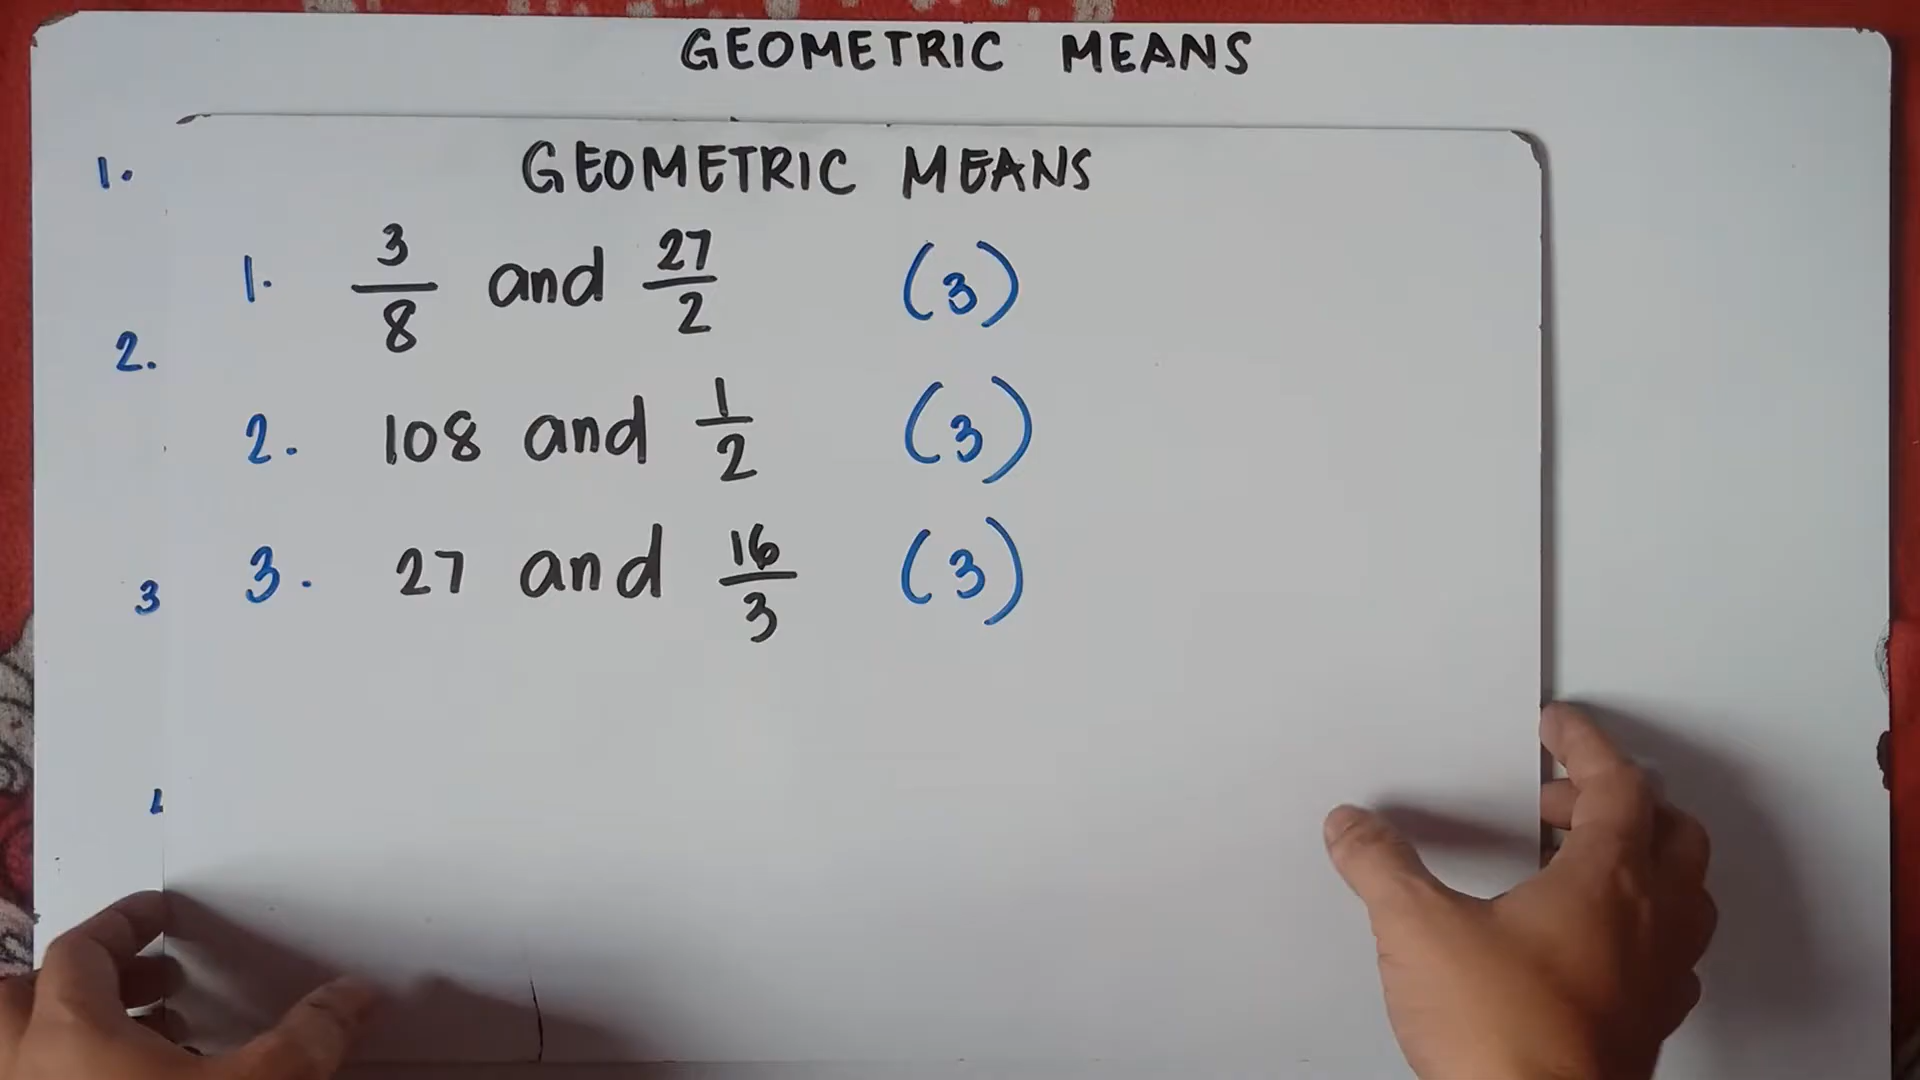 GEOMETRIC MEANS
1.
2.
3
GEOMETRIC MEANS
1. 3/8 and 27/2 (3)
2. 108 and 1/2 (3)
3. 27 and 16/3 (3)